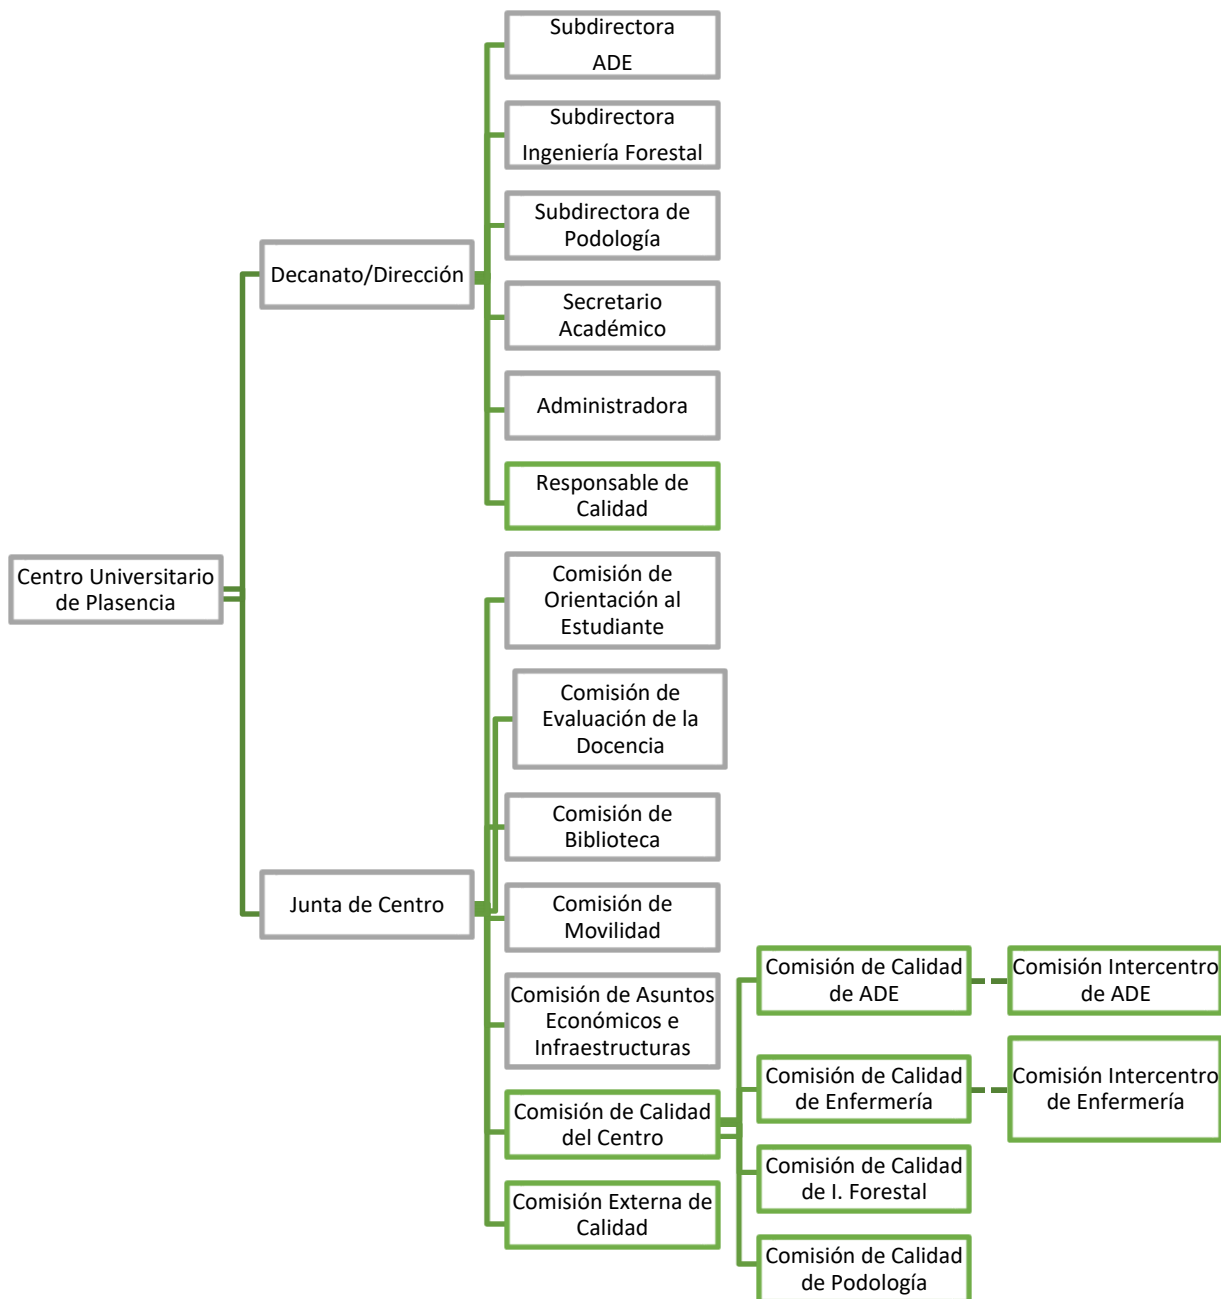 Subdirectora
ADE
Subdirectora
Ingeniería Forestal
Subdirectora de
Podología
Decanato/Dirección
Secretario
Académico
Administradora
Responsable de
Calidad
Centro Universitario
de Plasencia
Comisión de
Orientación al
Estudiante
Comisión de
Evaluación de la
Docencia
Comisión de
Biblioteca
Junta de Centro
Comisión de
Movilidad
Comisión de Asuntos
Económicos e
Infraestructuras
Comisión de Calidad
del Centro
Comisión Externa de
Calidad
Comisión de Calidad
de ADE
Comisión Intercentro
de ADE
Comisión de Calidad
de Enfermería
Comisión Intercentro
de Enfermería
Comisión de Calidad
de I. Forestal
Comisión de Calidad
de Podología